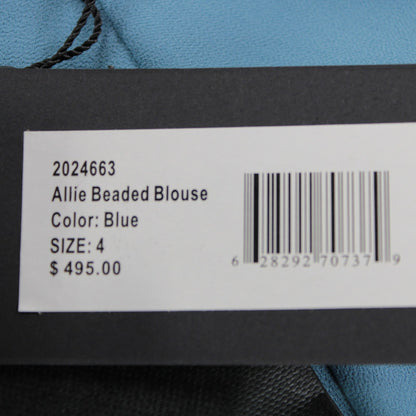 2024663
Allie Beaded Blouse
Color: Blue
SIZE: 4
$ 495.00
6 28292 70737 9